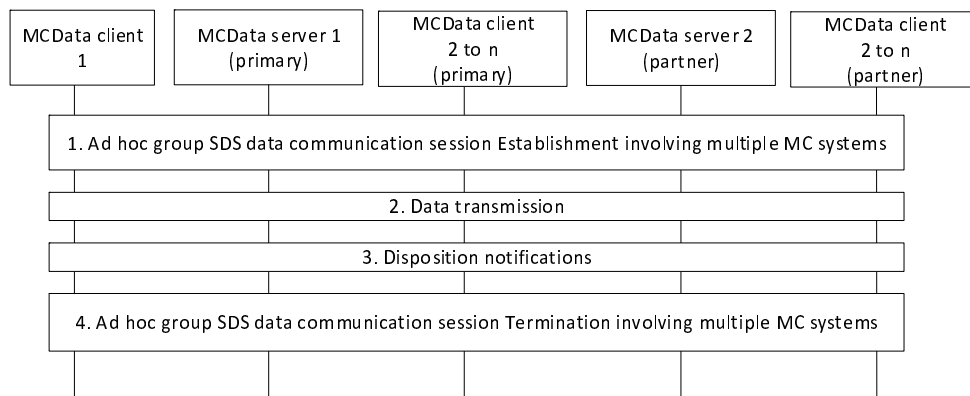 MCData client
1
MCData server 1
(primary)
MCData client
2 to n
(primary)
MCData server 2
(partner)
MCData client
2 to n
(partner)
1. Ad hoc group SDS data communication session Establishment involving multiple MC systems
2. Data transmission
3. Disposition notifications
4. Ad hoc group SDS data communication session Termination involving multiple MC systems